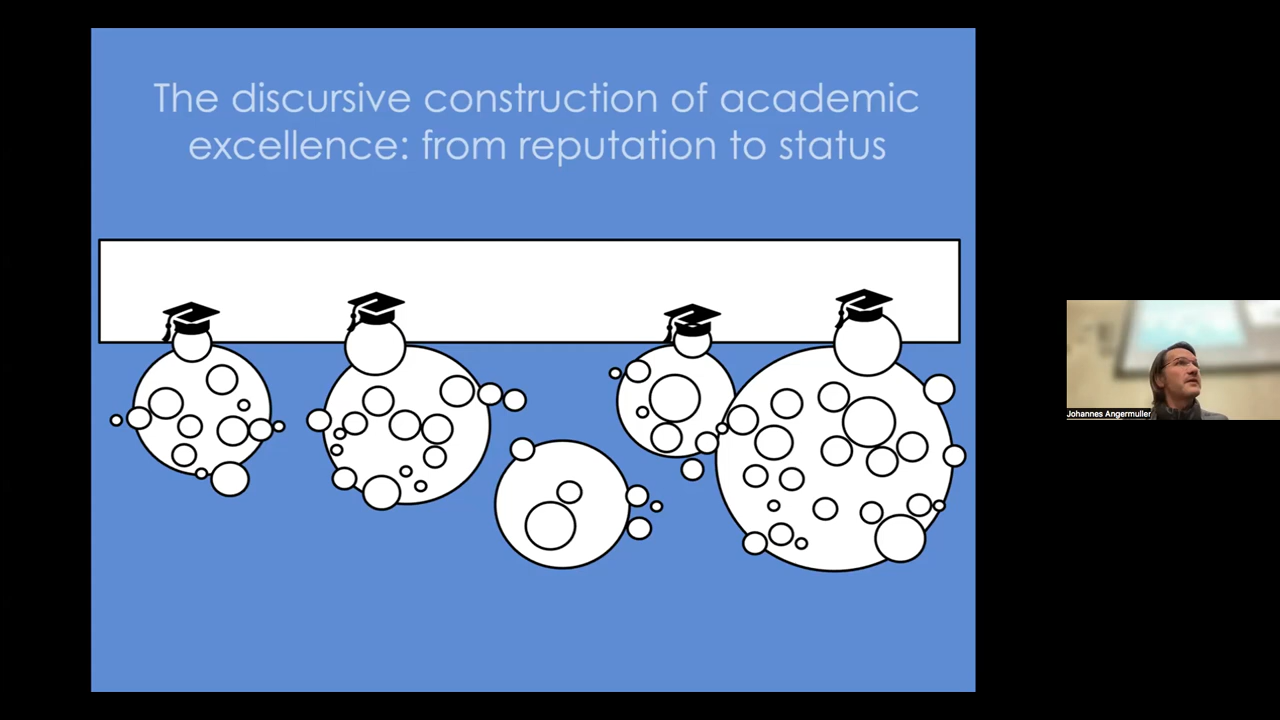 The discursive construction of academic
excellence: from reputation to status
Johannes Angermuller